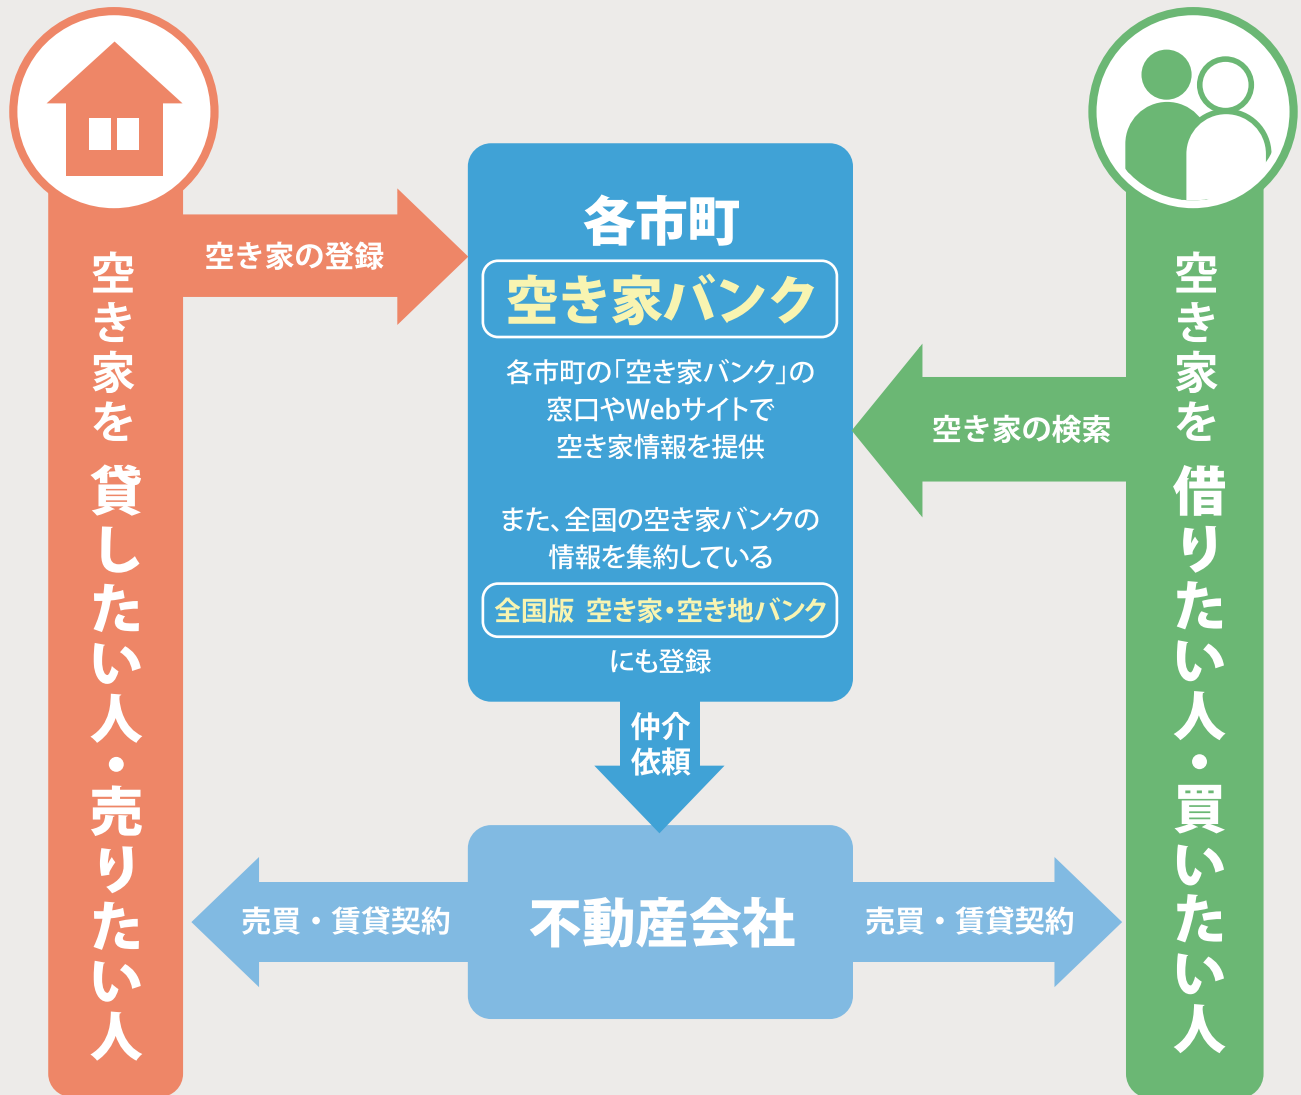 空き家を 貸したい人・売りたい人
空き家の登録
各市町
空き家バンク
各市町の「空き家バンク」の
窓口やWebサイトで
空き家情報を提供
また、全国の空き家バンクの
情報を集約している
全国版 空き家・空き地バンク
にも登録
空き家の検索
空き家を 借りたい人・買いたい人
仲介
依頼
売買・賃貸契約
不動産会社
売買・賃貸契約